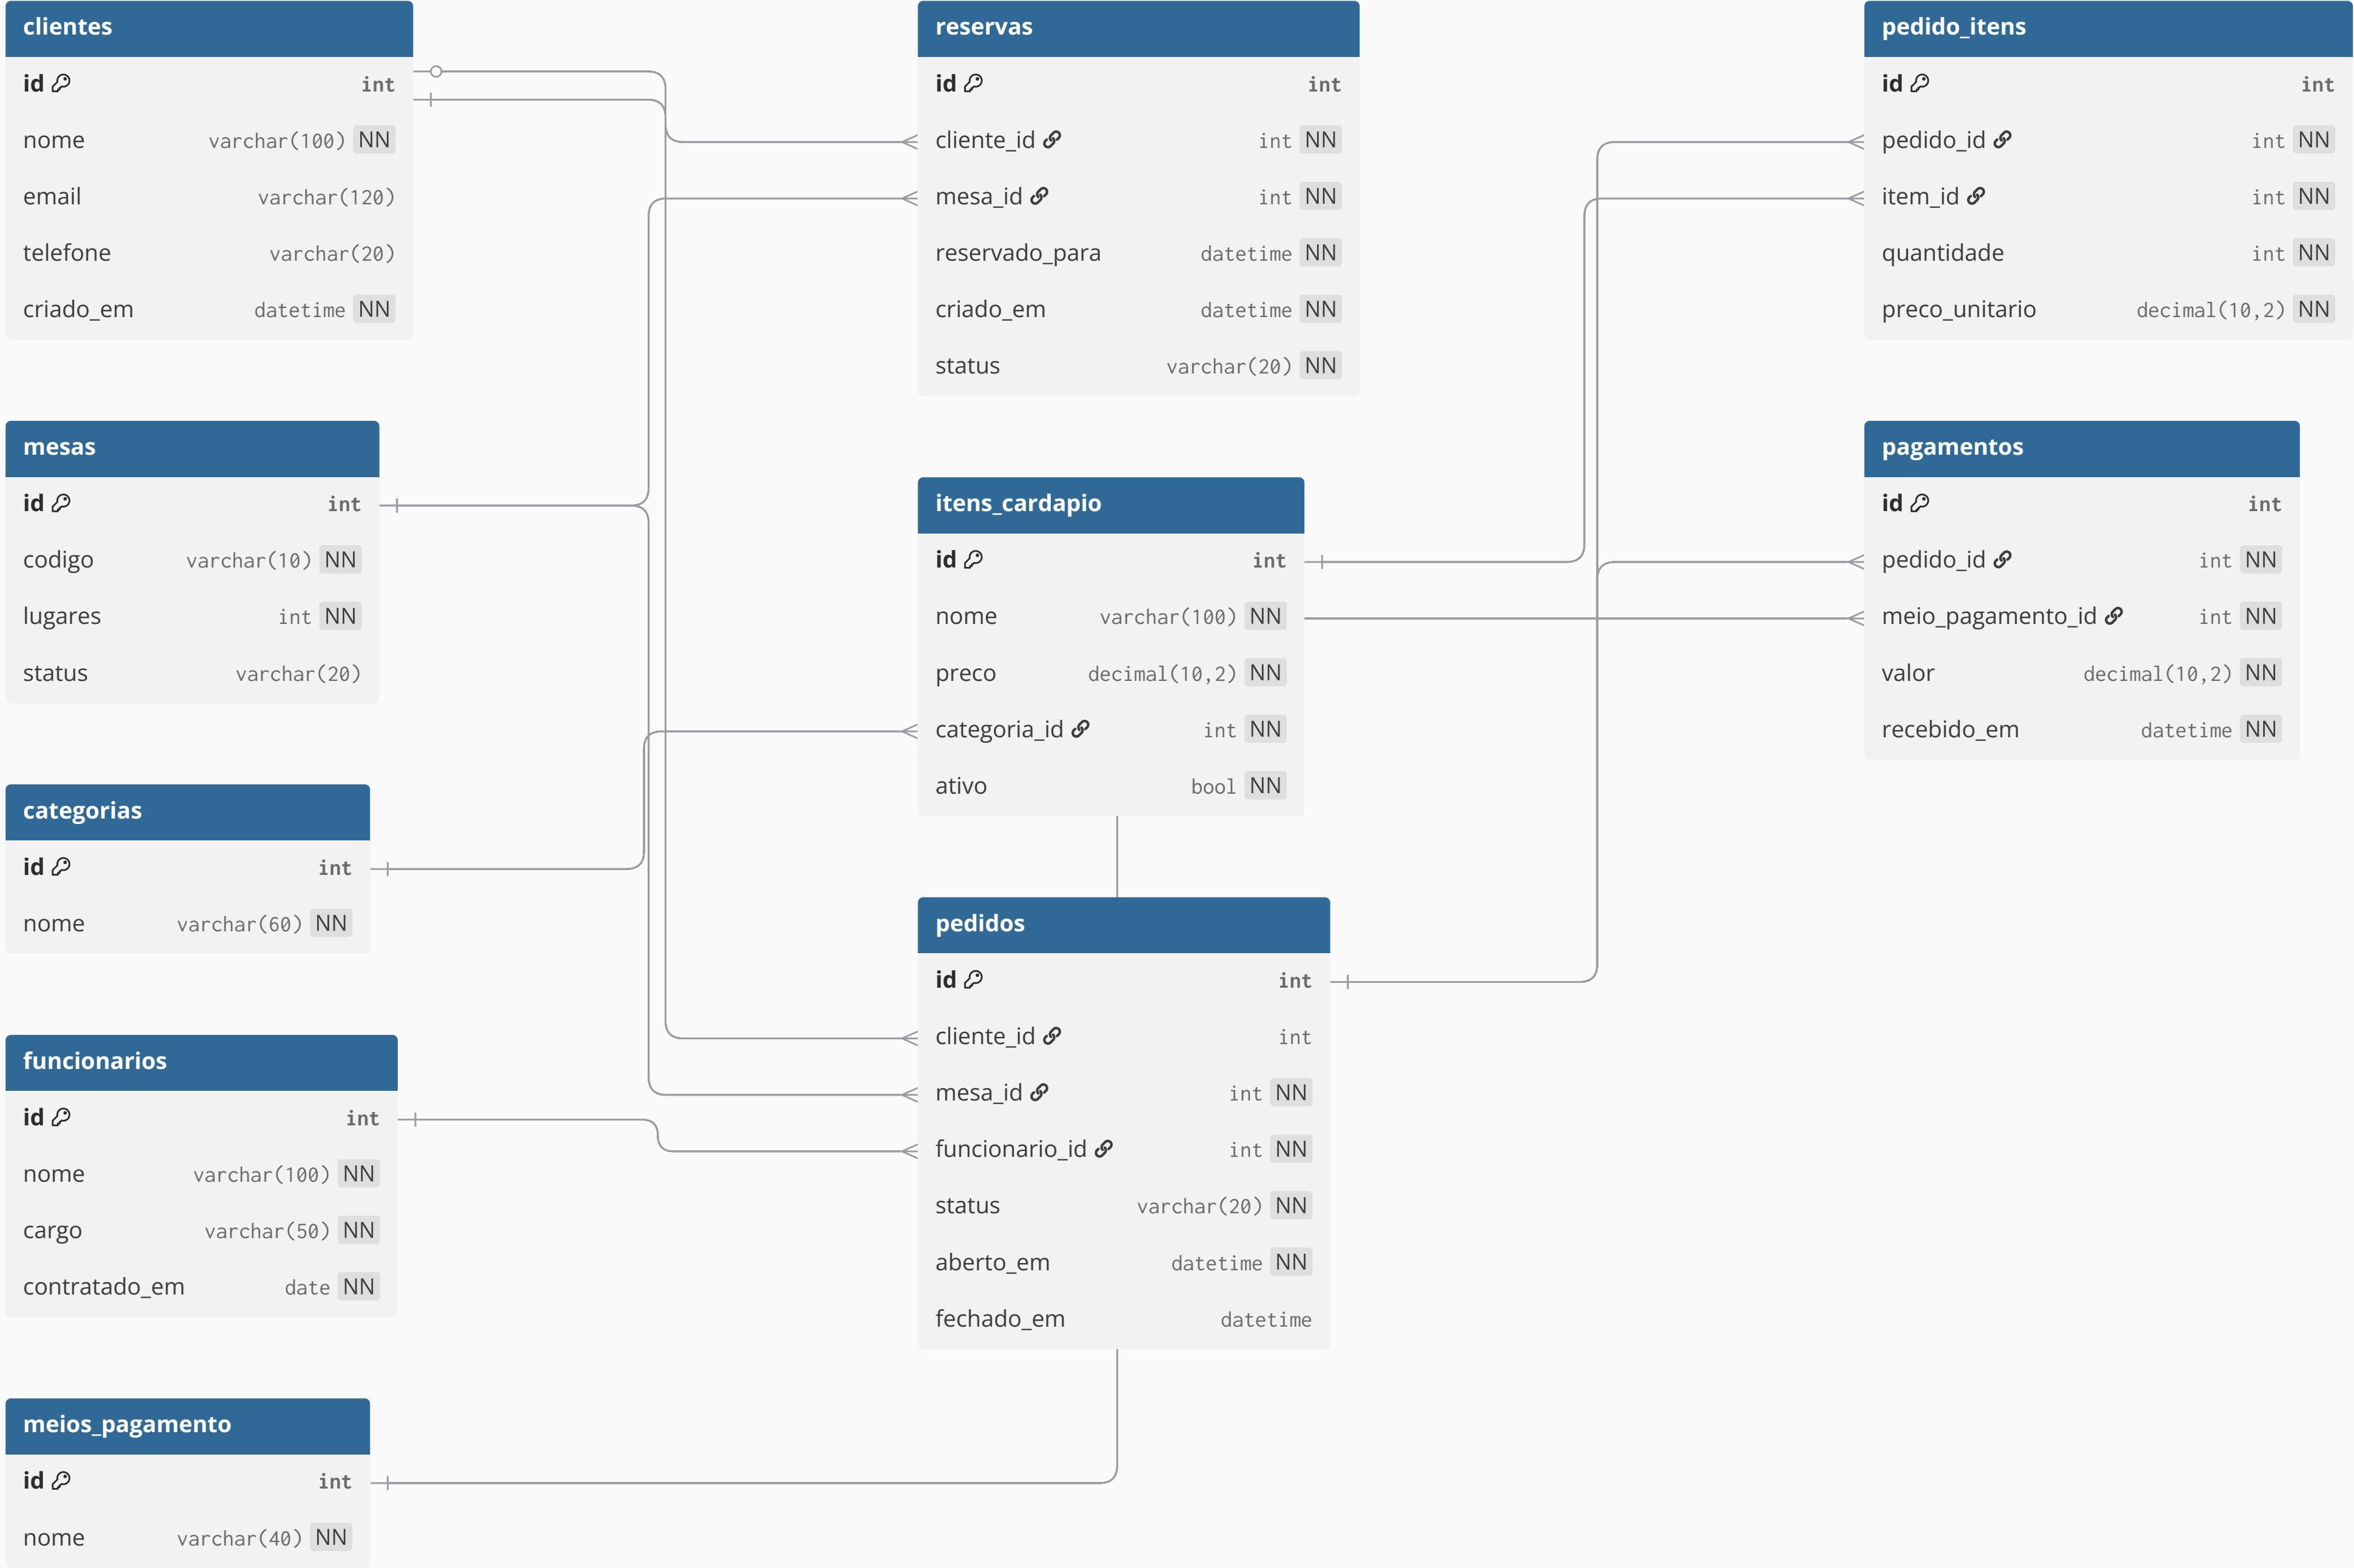 clientes
id int
nome varchar(100) NN
email varchar(120)
telefone varchar(20)
criado_em datetime NN
mesas
id int
codigo varchar(10) NN
lugares int NN
status varchar(20)
categorias
id int
nome varchar(60) NN
funcionarios
id int
nome varchar(100) NN
cargo varchar(50) NN
contratado_em date NN
meios_pagamento
id int
nome varchar(40) NN
reservas
id int
cliente_id int NN
mesa_id int NN
reservado_para datetime NN
criado_em datetime NN
status varchar(20) NN
itens_cardapio
id int
nome varchar(100) NN
preco decimal(10,2) NN
categoria_id int NN
ativo bool NN
pedidos
id int
cliente_id int
mesa_id int NN
funcionario_id int NN
status varchar(20) NN
aberto_em datetime NN
fechado_em datetime
pedido_itens
id int
pedido_id int NN
item_id int NN
quantidade int NN
preco_unitario decimal(10,2) NN
pagamentos
id int
pedido_id int NN
meio_pagamento_id int NN
valor decimal(10,2) NN
recebido_em datetime NN